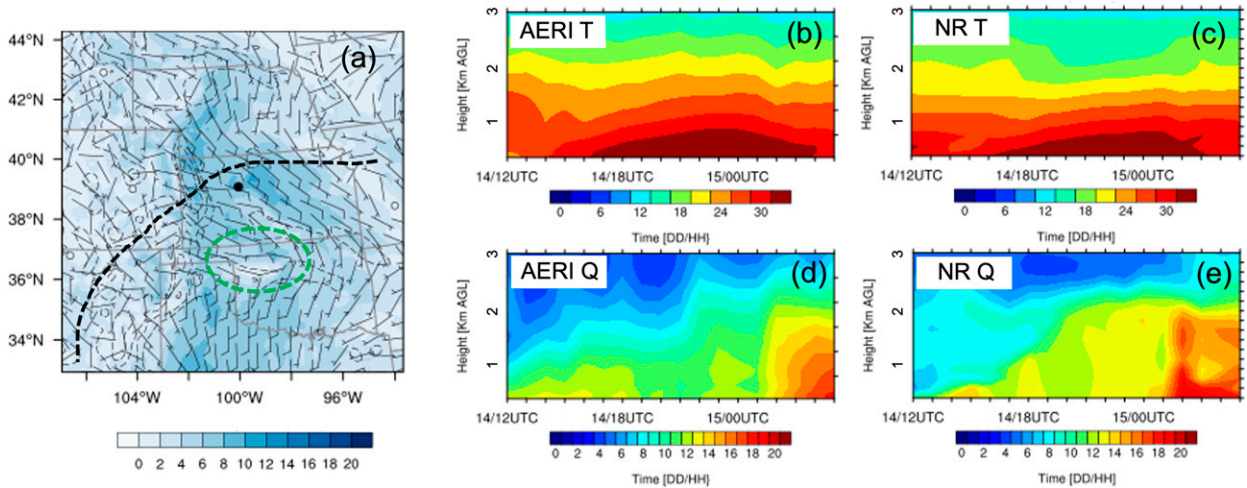 (a)
44°N
42°N
40°N
38°N
36°N
34°N
104°W 100°W 96°W
0 2 4 6 8 10 12 14 16 18 20
AERI T
(b)
Height [Km AGL]
3
2
1
14/12UTC 14/18UTC 15/00UTC
0 6 12 18 24 30
Time [DD/HH}
NR T
(c)
Height [Km AGL]
3
2
1
14/12UTC 14/18UTC 15/00UTC
0 6 12 18 24 30
Time [DD/HH]
AERI Q
(d)
Height [Km AGL]
3
2
1
14/12UTC 14/18UTC 15/00UTC
0 2 4 6 8 10 12 14 16 18 20
Time [DD/HH}
NR Q
(e)
Height [Km AGL]
3
2
1
14/12UTC 14/18UTC 15/00UTC
0 2 4 6 8 10 12 14 16 18 20
Time [DD/HH]